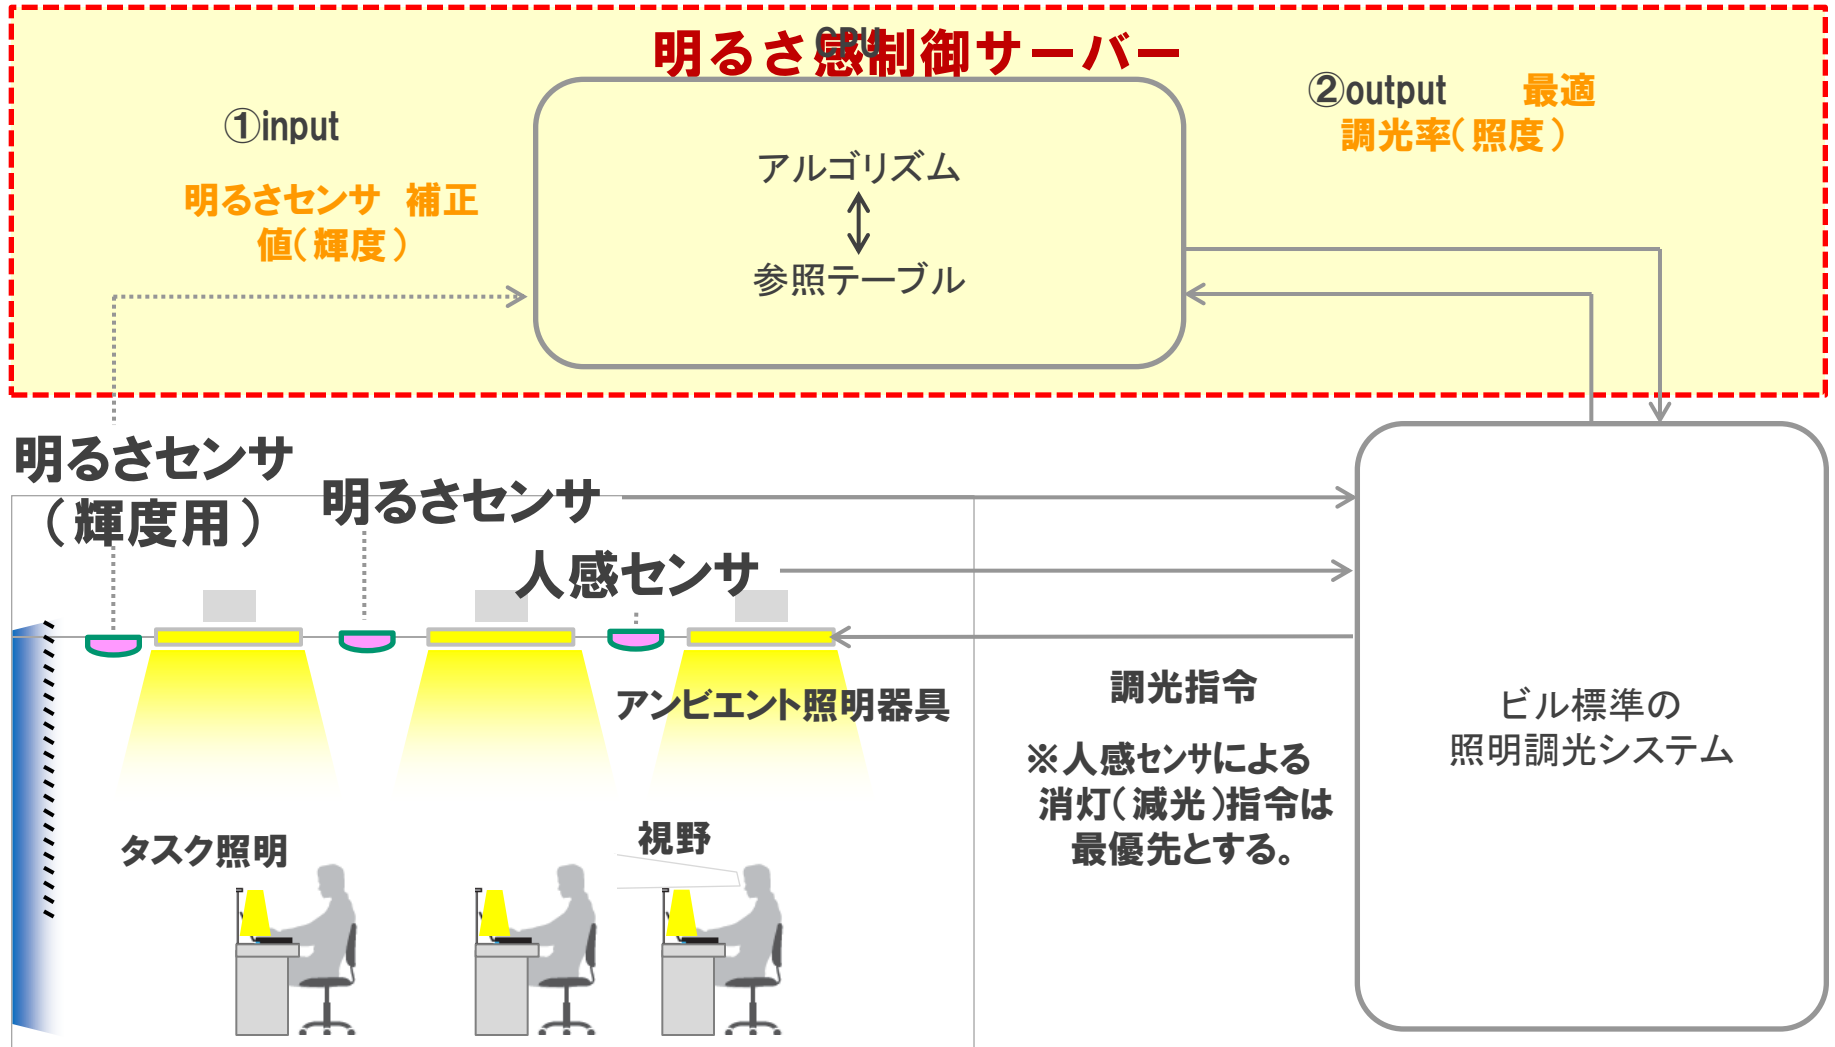 明るさ感制御サーバー
CPU
①input
明るさセンサ　補正
値（輝度）
アルゴリズム
参照テーブル
②output　最適
調光率（照度）
明るさセンサ
（輝度用）
明るさセンサ
人感センサ
アンビエント照明器具
調光指令
※人感センサによる
消灯（減光）指令は
最優先とする。
ビル標準の
照明調光システム
タスク照明
視野